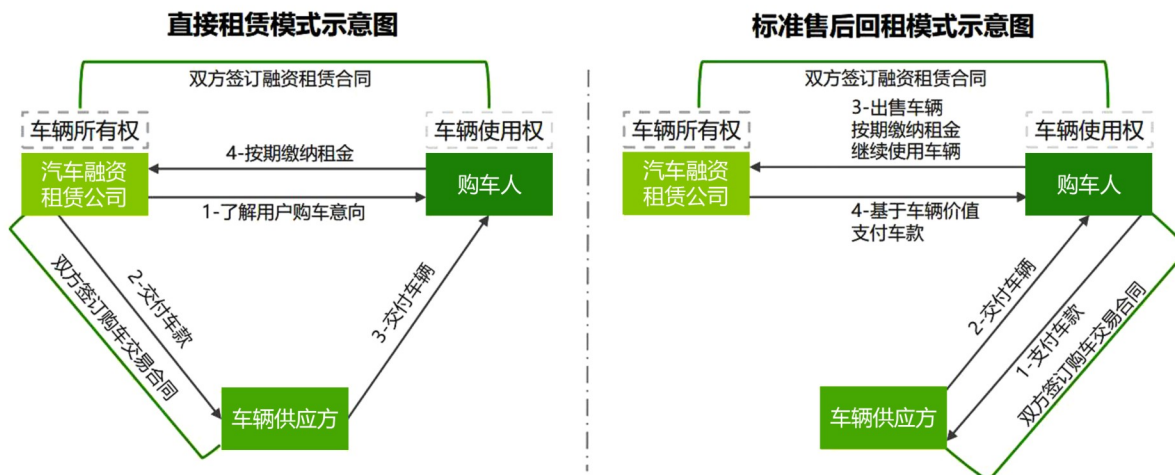 直接租赁模式示意图
双方签订融资租赁合同
车辆所有权
车辆使用权
汽车融资
租赁公司
4-按期缴纳租金
购车人
1-了解用户购车意向
2-交付车款
双方签订购车交易合同
3-交付车辆
车辆供应方
标准售后回租模式示意图
双方签订融资租赁合同
车辆所有权
3-出售车辆
按期缴纳租金
继续使用车辆
车辆使用权
汽车融资
租赁公司
购车人
4-基于车辆价值
支付车款
2-交付车辆
1-支付车款
双方签订购车交易合同
车辆供应方